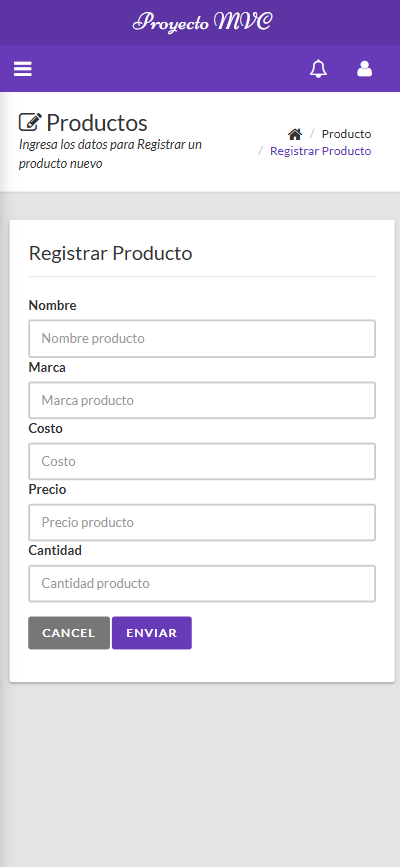 Proyecto MVC
Productos
Ingresa los datos para Registrar un
producto nuevo
/ Producto
/ Registrar Producto
Registrar Producto
Nombre
Nombre producto
Marca
Marca producto
Costo
Costo
Precio
Precio producto
Cantidad
Cantidad producto
CANCEL ENVIAR